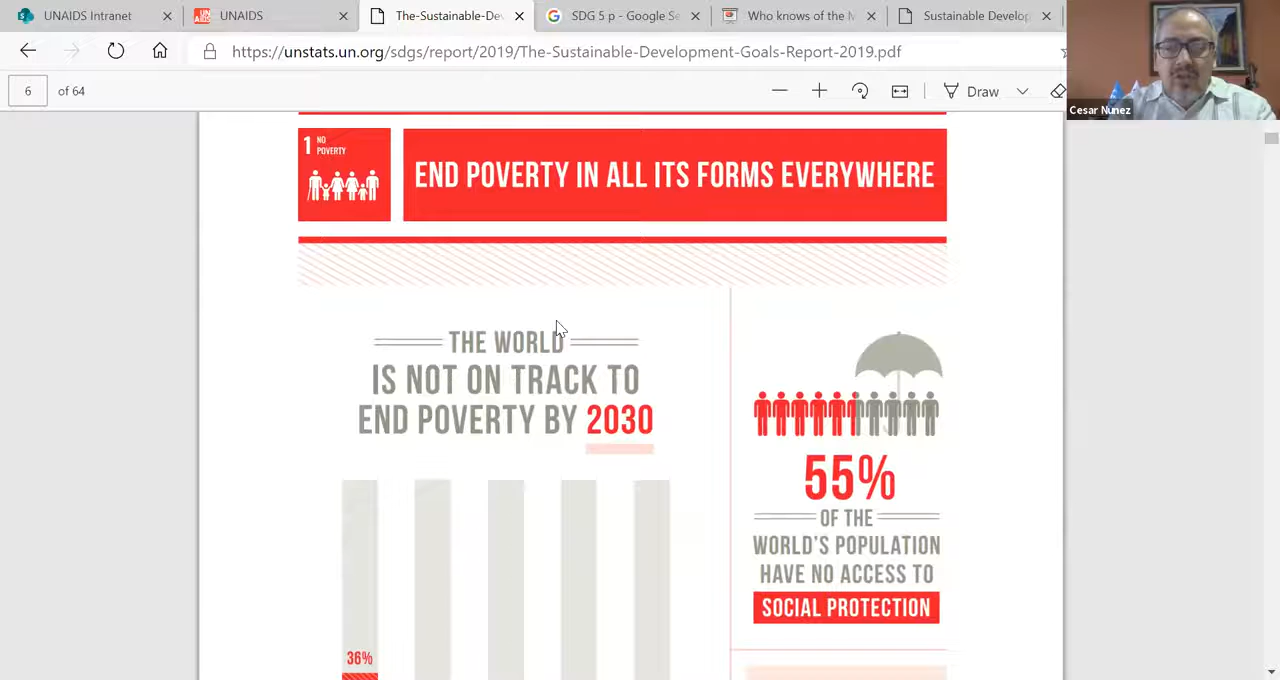 UNAIDS Intranet
UNAIDS
The-Sustainable-De
SDG 5 p - Google Se
Who knows of the M
Sustainable Develop
https://unstats.un.org/sdgs/report/2019/The-Sustainable-Development-Goals-Report-2019.pdf
6 of 64
Draw
Cesar Nunez
1 NO
POVERTY
END POVERTY IN ALL ITS FORMS EVERYWHERE
THE WORLD
IS NOT ON TRACK TO
END POVERTY BY 2030
36%
55%
OF THE
WORLD'S POPULATION
HAVE NO ACCESS TO
SOCIAL PROTECTION